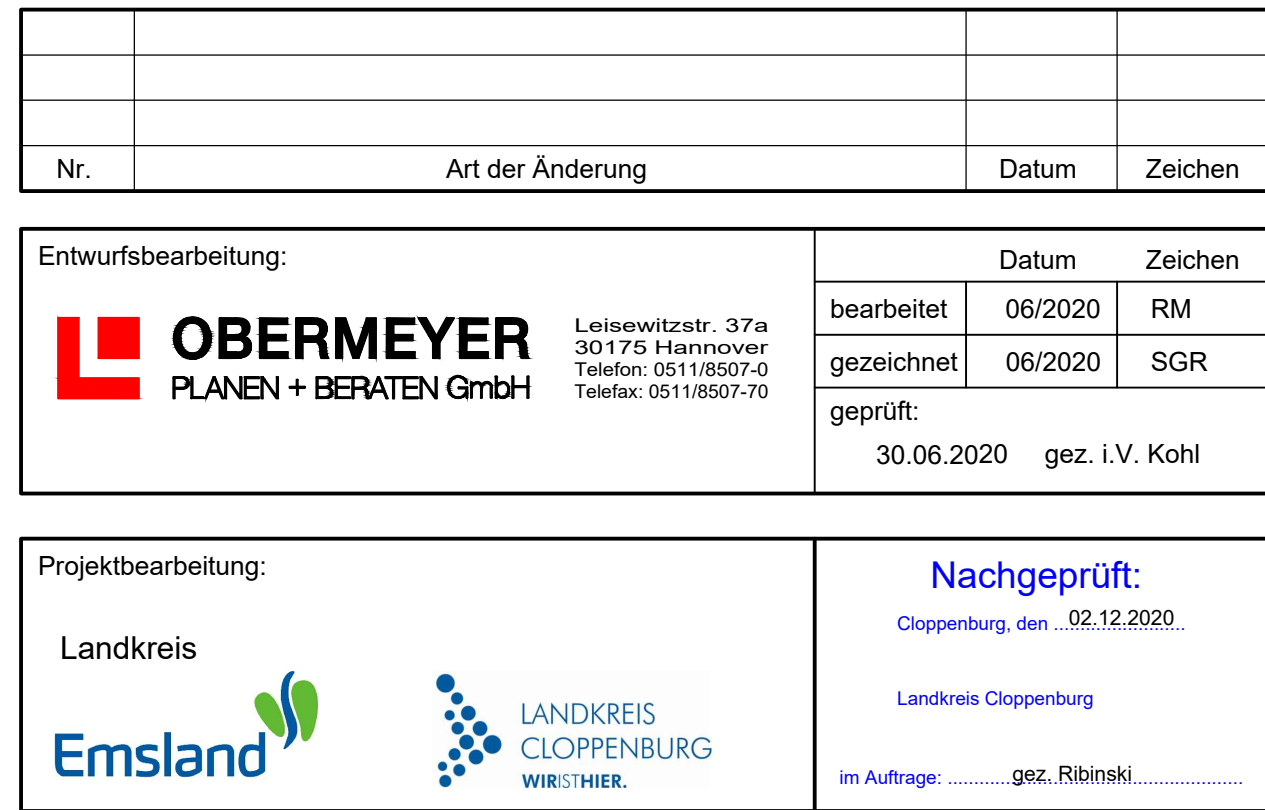 Nr. Art der Änderung Datum Zeichen
Entwurfsbearbeitung:
OBERMEYER
PLANEN + BERATEN GmbH
Leisewitzstr. 37a
30175 Hannover
Telefon: 0511/8507-0
Telefax: 0511/8507-70
Datum Zeichen
bearbeitet 06/2020 RM
gezeichnet 06/2020 SGR
geprüft:
30.06.2020 gez. i.V. Kohl
Projektbearbeitung:
Landkreis
Emsland
LANDKREIS
CLOPPENBURG
WIRISTHIER.
Nachgeprüft:
Cloppenburg, den ...02.12.2020...
Landkreis Cloppenburg
im Auftrage: ............gez. Ribinski......................